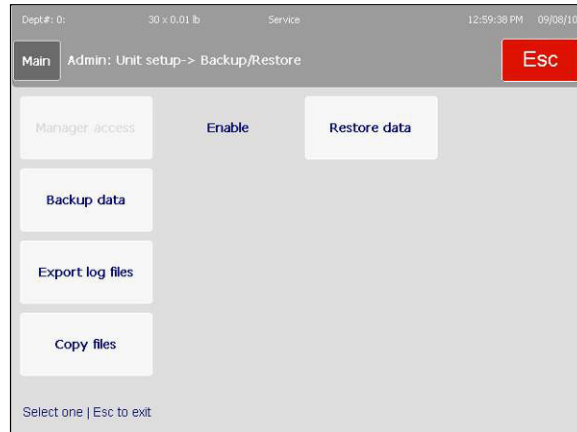 Dept#: 0: 30 x 0.01 lb Service 12:59:38 PM 09/08/10
Main Admin: Unit setup-> Backup/Restore Esc
Manager access Enable Restore data
Backup data
Export log files
Copy files
Select one | Esc to exit